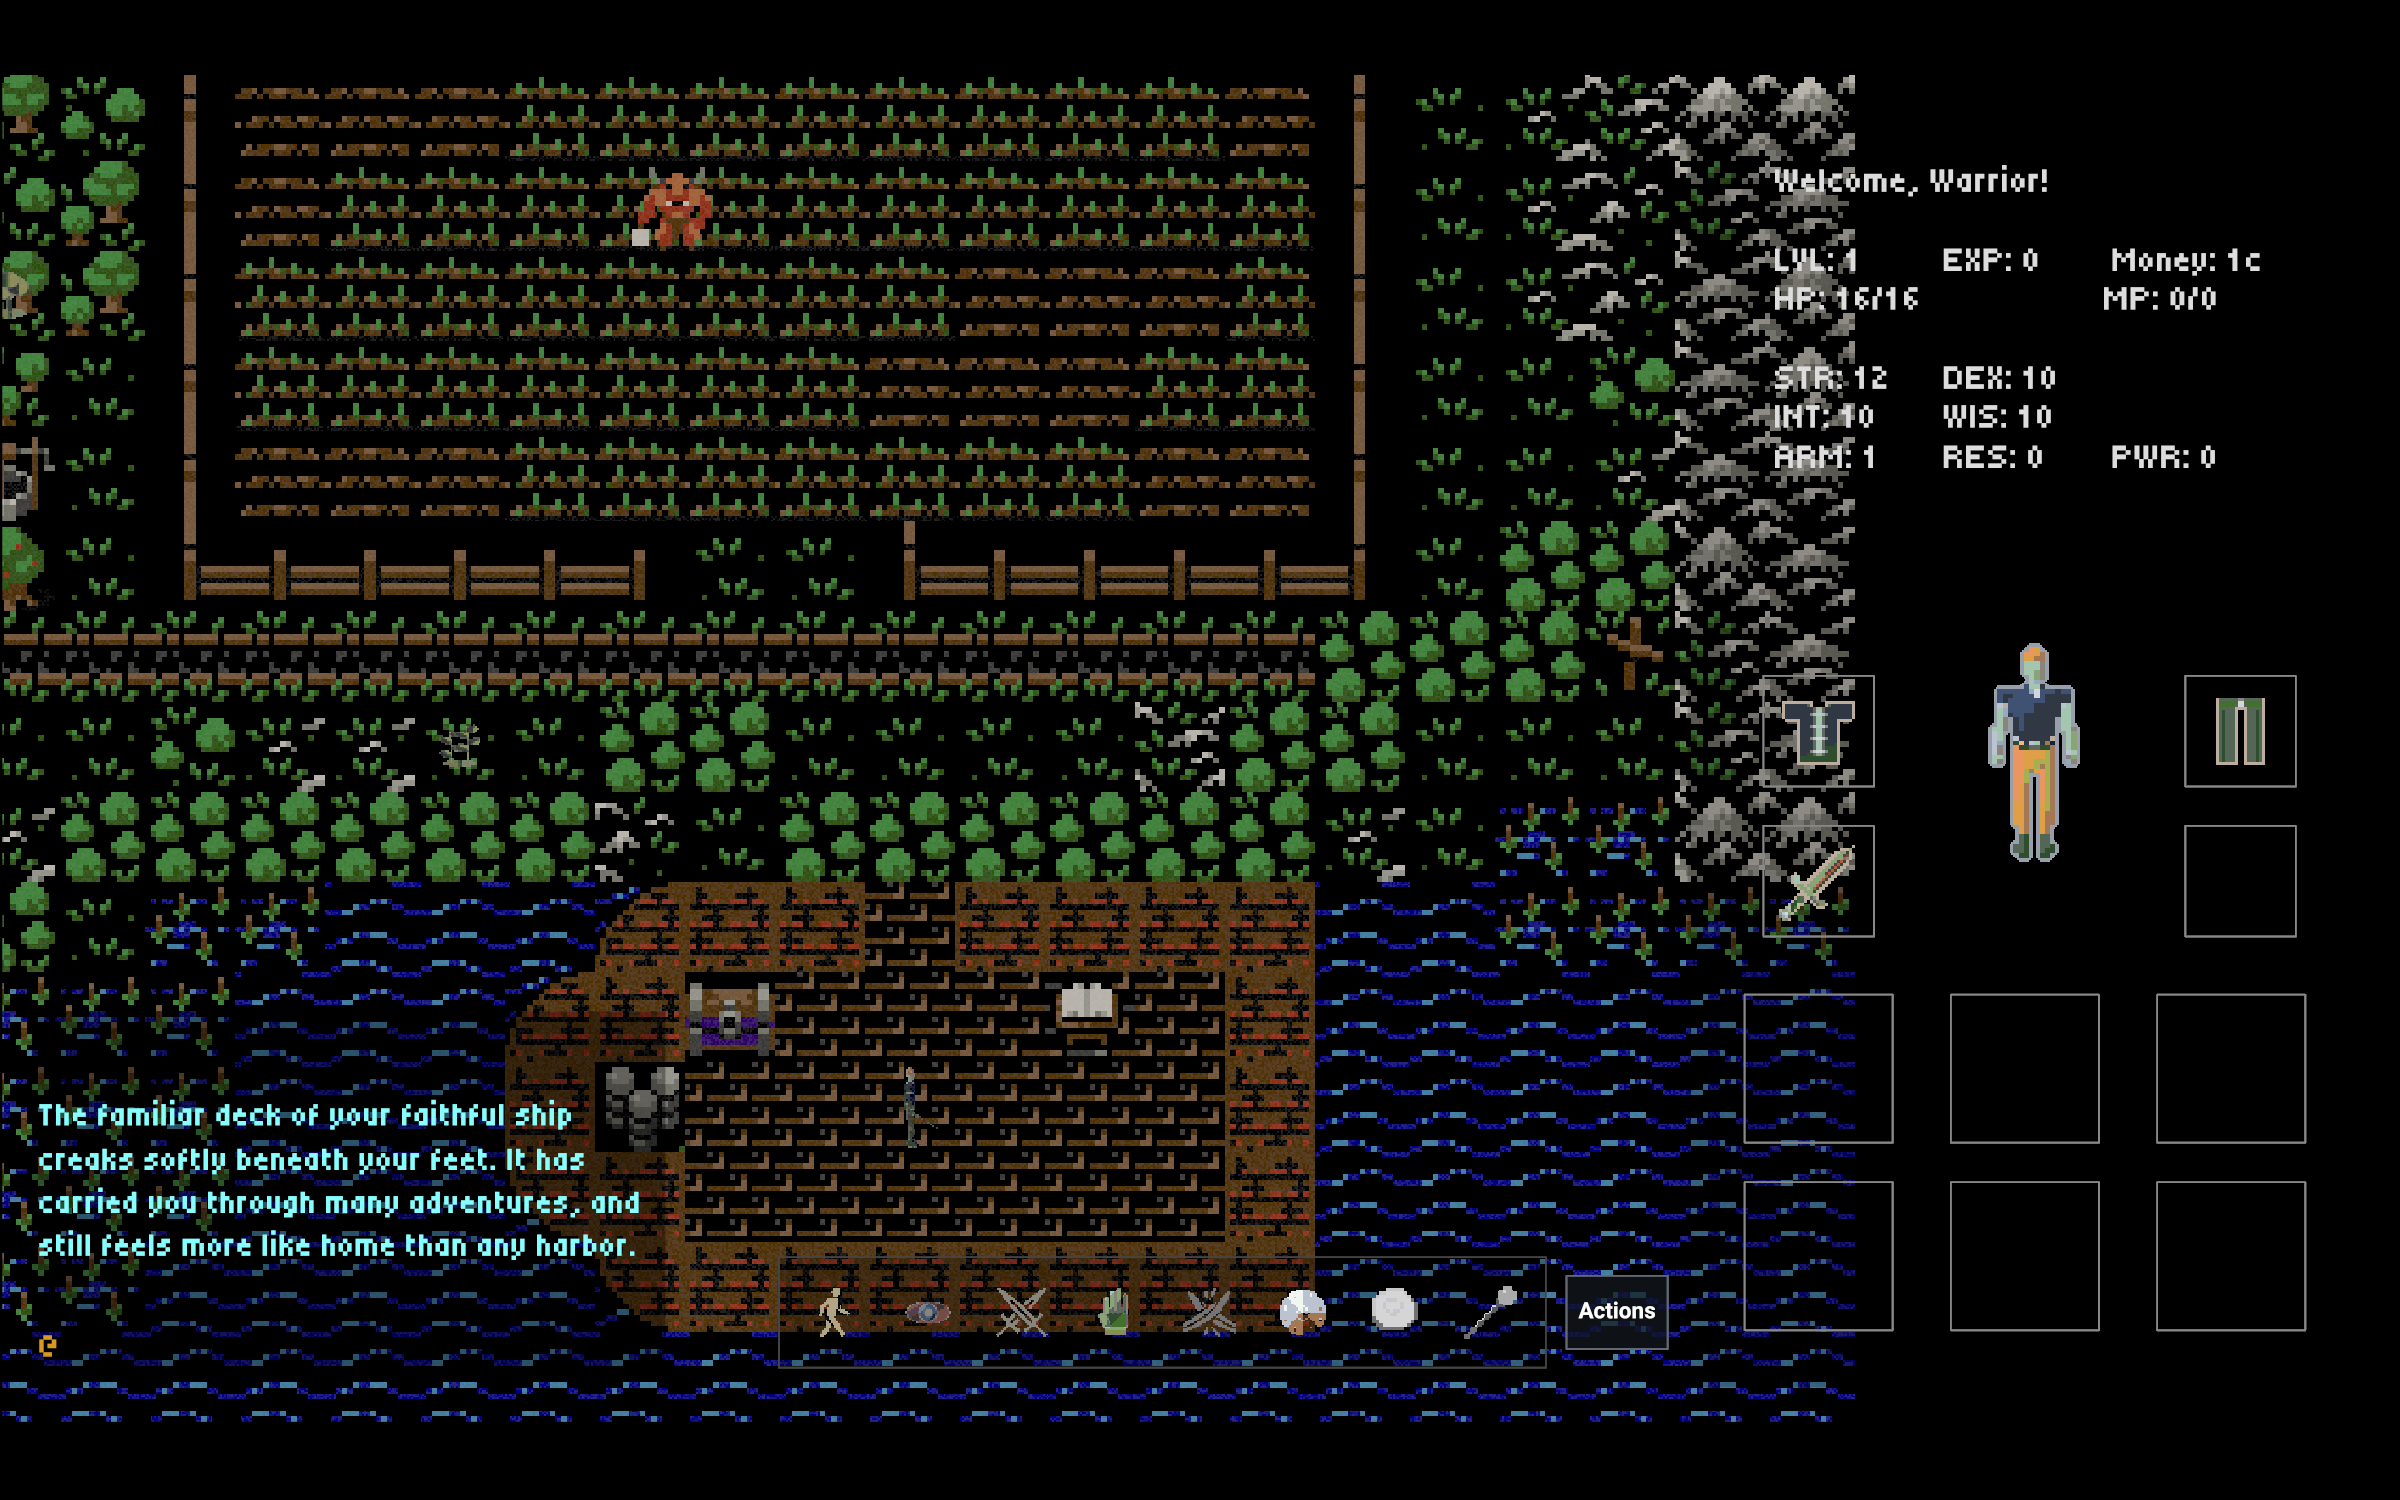 Welcome, Warrior!
LVL: 1 EXP: 0 Money: 1c
HP: 16/16 MP: 0/0
STR: 12 DEX: 10
INT: 10 WIS: 10
ARM: 1 RES: 0 PWR: 0
The familiar deck of your faithful ship
creaks softly beneath your feet. It has
carried you through many adventures, and
still feels more like home than any harbor.
Actions